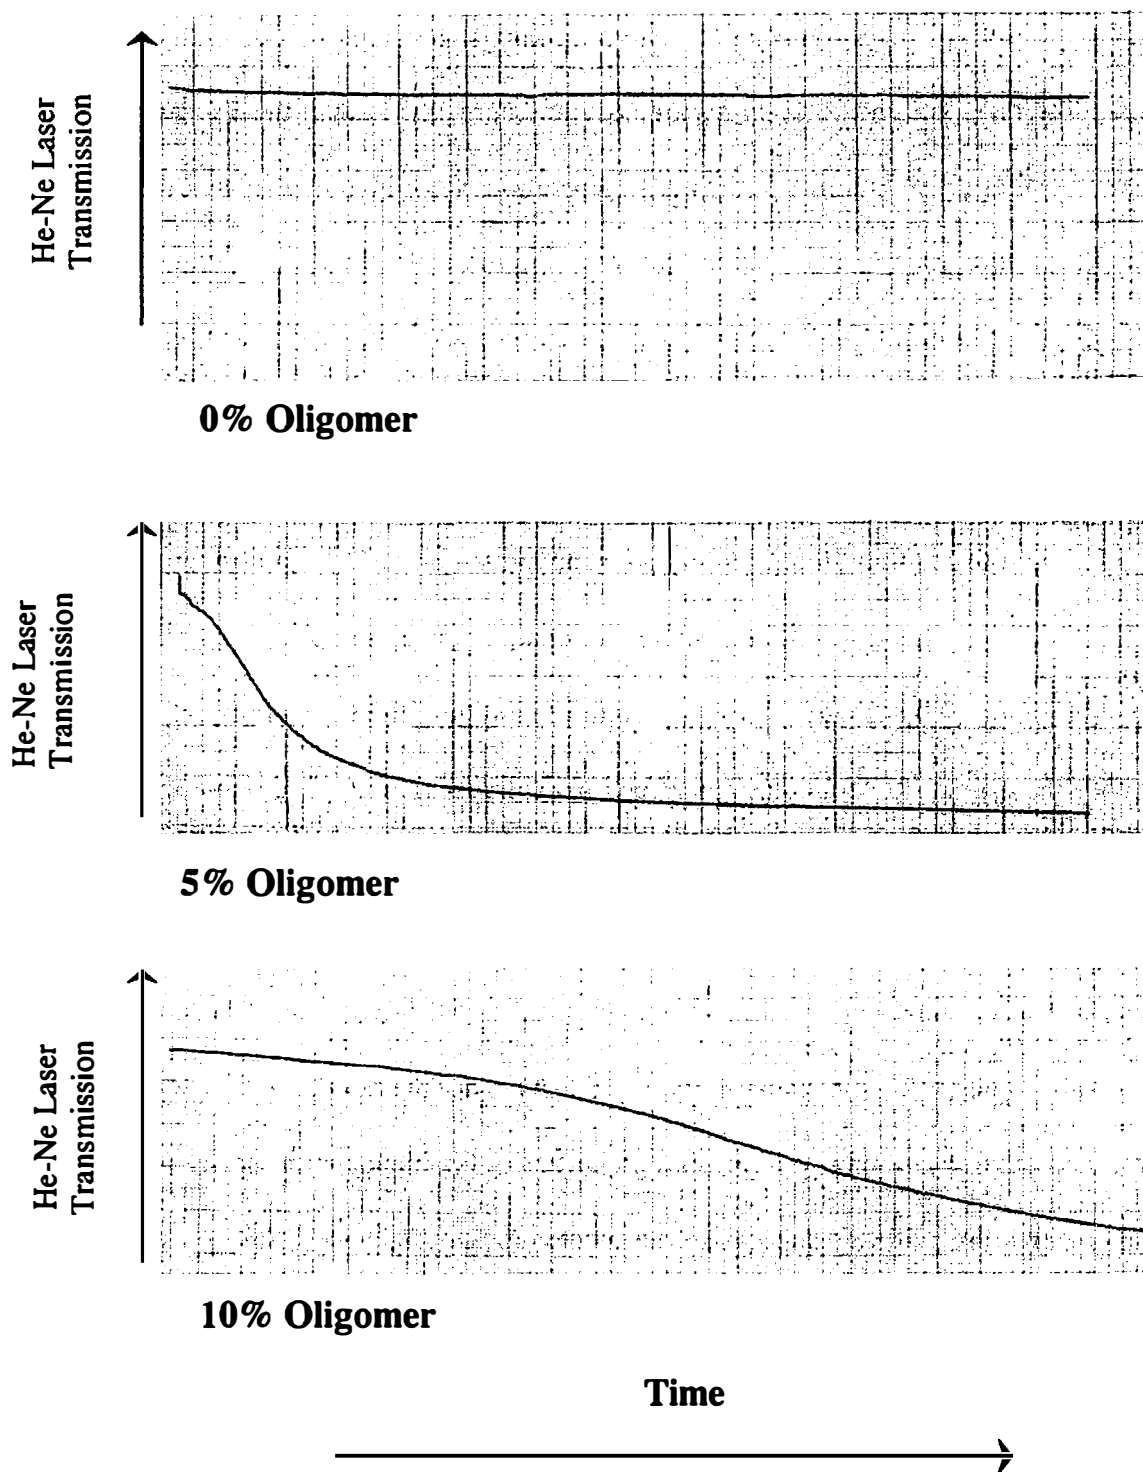 He-Ne Laser
Transmission
0% Oligomer
He-Ne Laser
Transmission
5% Oligomer
He-Ne Laser
Transmission
10% Oligomer
Time